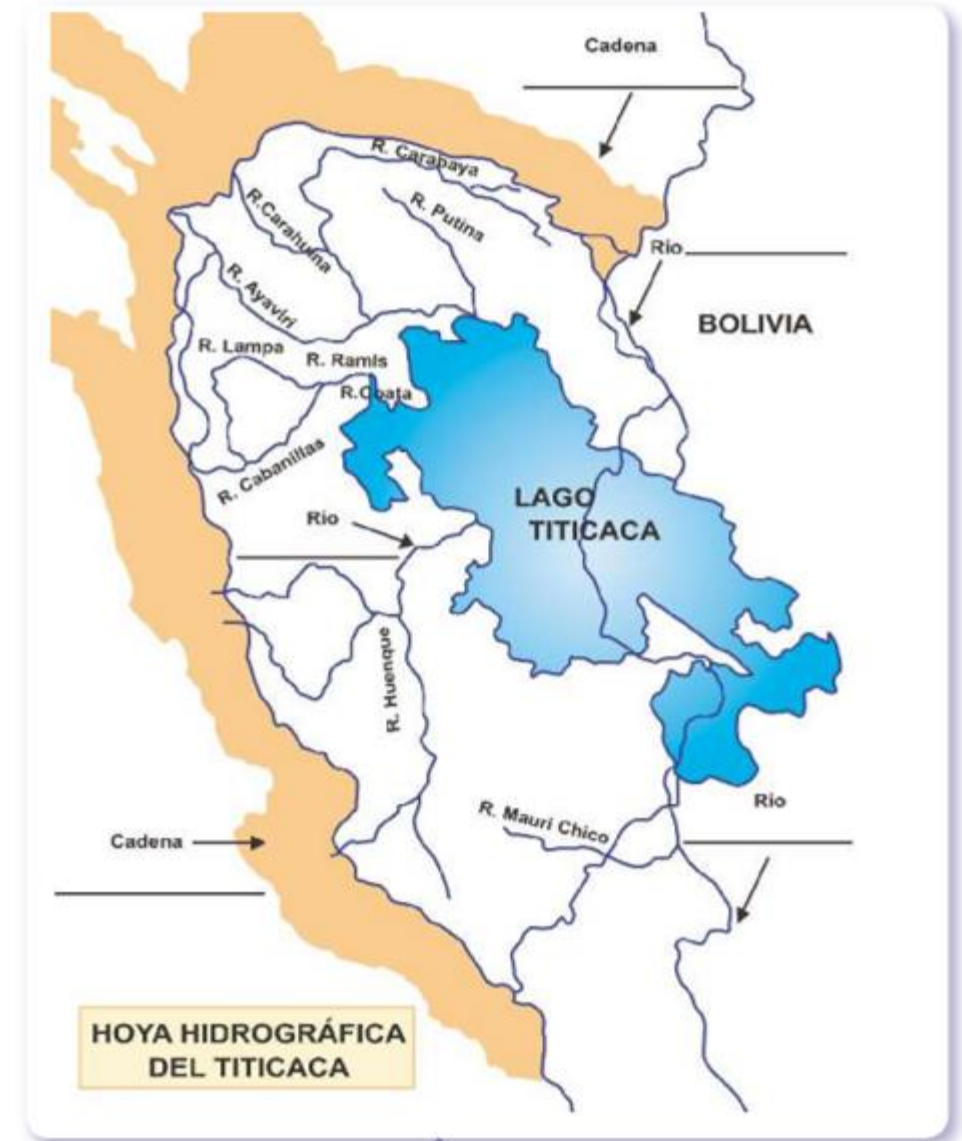 Cadena
R. Carabaya
R. Putina
R.Carahuina
Río
R. Ayaviri
BOLIVIA
R. Lampa
R. Ramis
R.Coata
R. Cabanillas
LAGO
TITICACA
Río
R. Huenque
Río
R. Mauri Chico
Cadena
HOYA HIDROGRÁFICA
DEL TITICACA